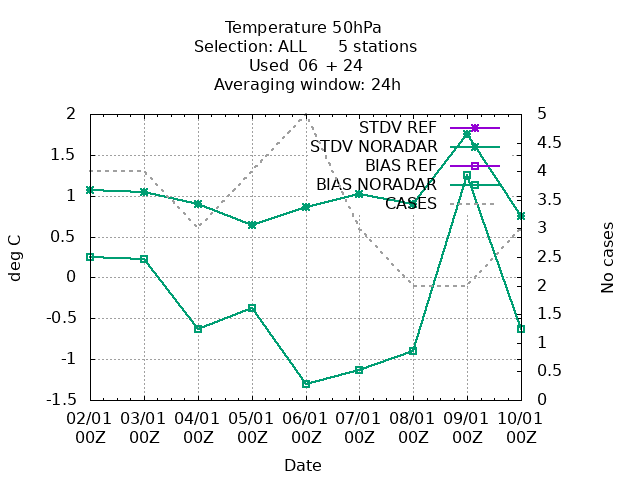 Temperature 50hPa
Selection: ALL 5 stations
Used 06 + 24
Averaging window: 24h
STDV REF
STDV NORADAR
BIAS REF
BIAS NORADAR
CASES
deg C
2
1.5
1
0.5
0
-0.5
-1
-1.5
No cases
5
4.5
4
3.5
3
2.5
2
1.5
1
0.5
0
02/01 03/01 04/01 05/01 06/01 07/01 08/01 09/01 10/01
00Z 00Z 00Z 00Z 00Z 00Z 00Z 00Z 00Z
Date